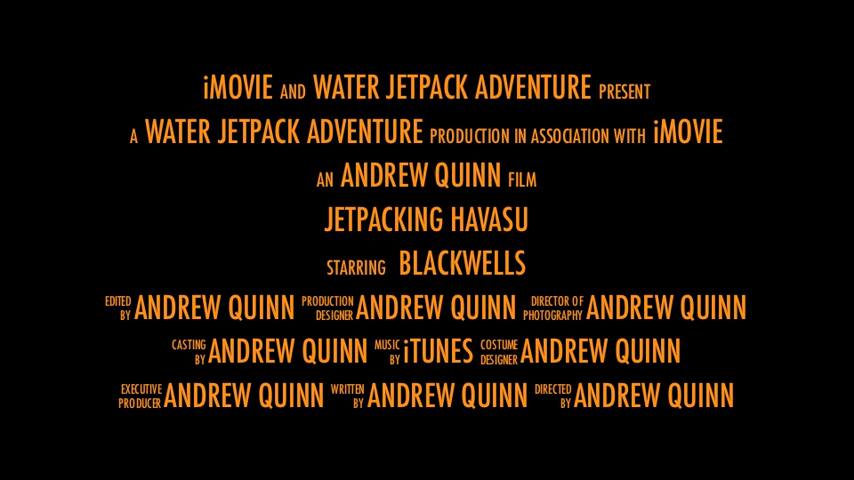 iMOVIE AND WATER JETPACK ADVENTURE PRESENT
A WATER JETPACK ADVENTURE PRODUCTION IN ASSOCIATION WITH iMOVIE
AN ANDREW QUINN FILM
JETPACKING HAVASU
STARRING BLACKWELLS
EDITED BY ANDREW QUINN PRODUCTION DESIGNER ANDREW QUINN DIRECTOR OF PHOTOGRAPHY ANDREW QUINN
CASTING BY ANDREW QUINN MUSIC BY iTUNES COSTUME DESIGNER ANDREW QUINN
EXECUTIVE PRODUCER ANDREW QUINN WRITTEN BY ANDREW QUINN DIRECTED BY ANDREW QUINN